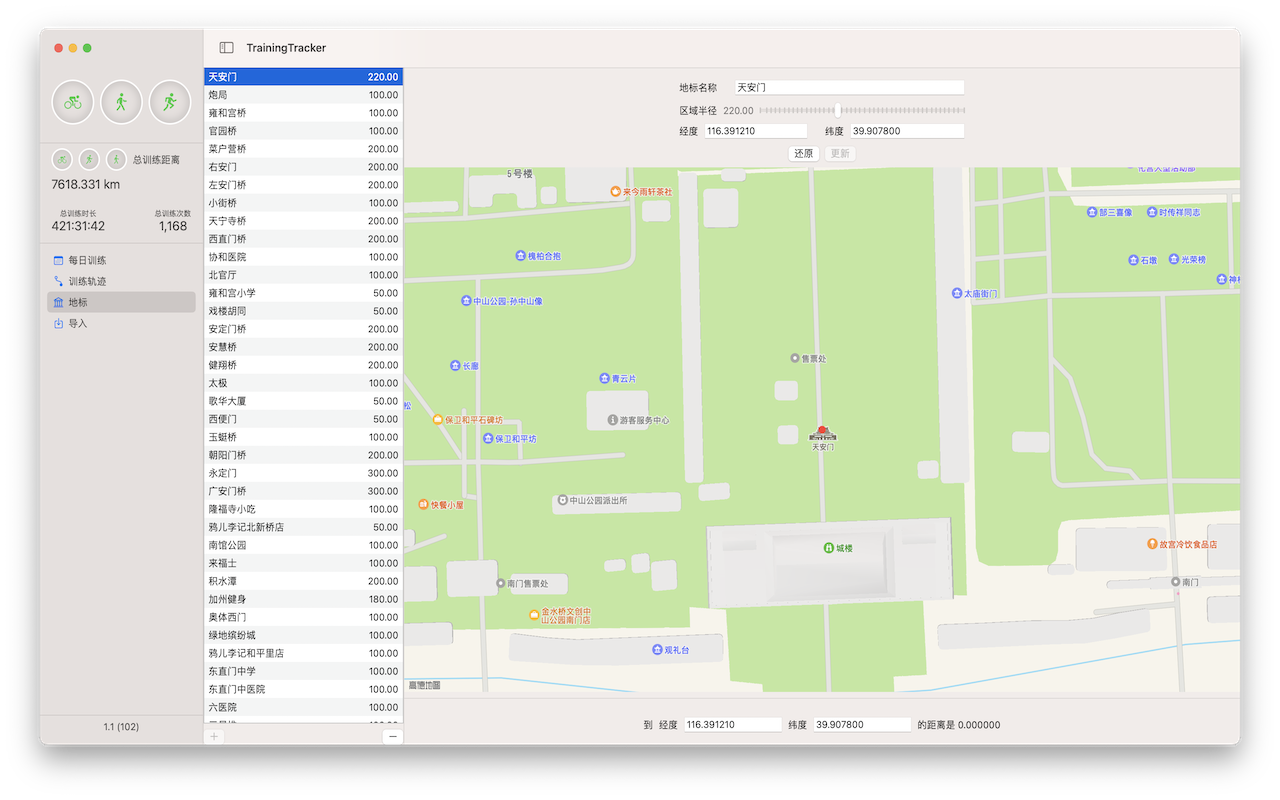 TrainingTracker
总训练距离
7618.331 km
总训练时长 总训练次数
421:31:42 1,168
每日训练
训练轨迹
地标
导入
1.1 (102)
天安门 220.00
炮局 100.00
雍和宫桥 100.00
官园桥 100.00
菜户营桥 200.00
右安门 200.00
左安门桥 200.00
小街桥 100.00
天宁寺桥 200.00
西直门桥 200.00
协和医院 100.00
北官厅 100.00
雍和宫小学 50.00
戏楼胡同 50.00
安定门桥 200.00
安慧桥 200.00
健翔桥 200.00
太极 100.00
歌华大厦 50.00
西便门 50.00
玉蜓桥 100.00
朝阳门桥 200.00
永定门 300.00
广安门桥 300.00
隆福寺小吃 100.00
鸦儿李记北新桥店 50.00
南馆公园 100.00
来福士 100.00
积水潭 200.00
加州健身 180.00
奥体西门 100.00
绿地缤纷城 100.00
鸦儿李记和平里店 100.00
东直门中学 100.00
东直门中医院 100.00
六医院 100.00
+ −
地标名称 天安门
区域半径 220.00
经度 116.391210 纬度 39.907800
还原 更新
5号楼
来今雨轩茶社
郜三喜像 时传祥同志
槐柏合抱
石墩 光荣榜
太庙街门
中山公园-孙中山像
售票处
长廊
青云片
松
保卫和平石碑坊
游客服务中心
保卫和平坊
天安门
中山公园派出所
快餐小屋
城楼
故宫冷饮食品店
南门售票处
南门
金水桥文创中
山公园南门店
观礼台
高德地图
到 经度 116.391210 纬度 39.907800 的距离是 0.000000